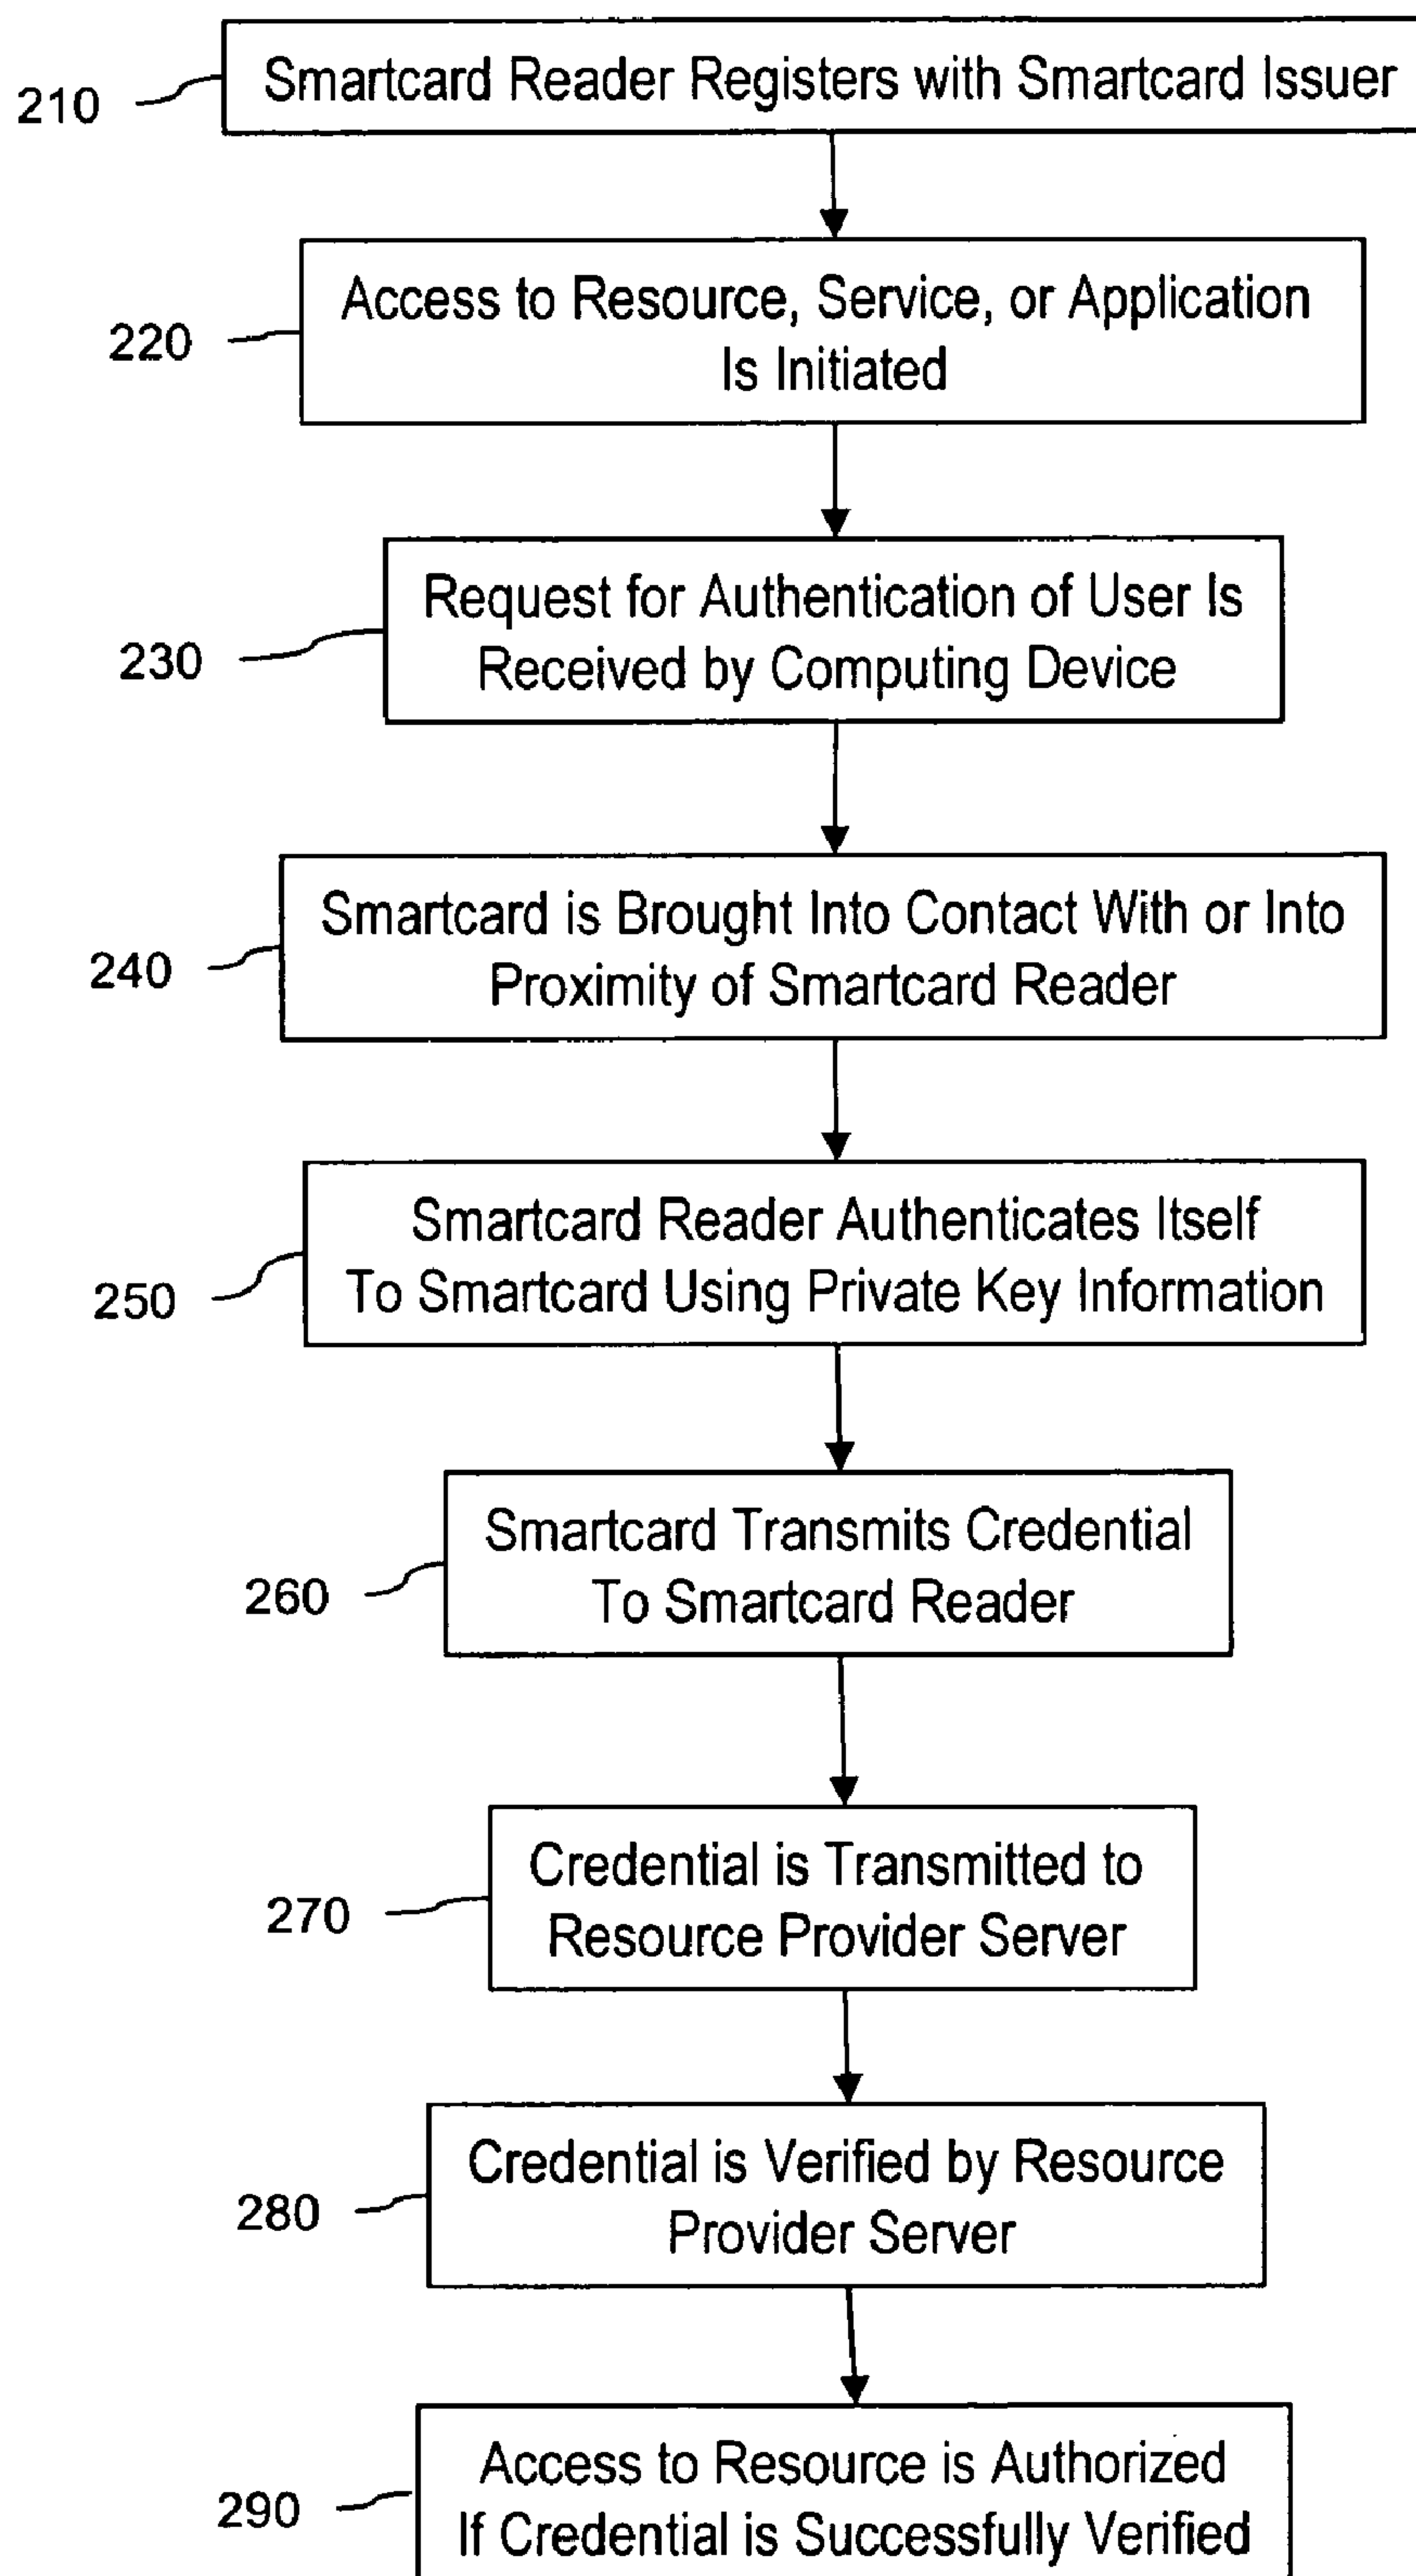 210
Smartcard Reader Registers with Smartcard Issuer
220
Access to Resource, Service, or Application
Is Initiated
230
Request for Authentication of User Is
Received by Computing Device
240
Smartcard is Brought Into Contact With or Into
Proximity of Smartcard Reader
250
Smartcard Reader Authenticates Itself
To Smartcard Using Private Key Information
260
Smartcard Transmits Credential
To Smartcard Reader
270
Credential is Transmitted to
Resource Provider Server
280
Credential is Verified by Resource
Provider Server
290
Access to Resource is Authorized
If Credential is Successfully Verified